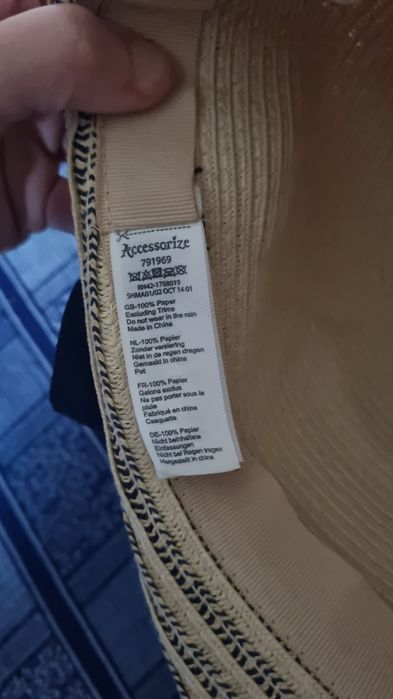 Accessorize
791969
RN42-1768019
SHMA01/02 OCT 14 01
GB-100% Paper
Excluding Trims
Do not wear in the rain
Made in China
NL-100% Papier
Zonder versiering
Niet in de regen dragen
Gemaakt in china
Pet
FR-100% Papier
Galons exclus
Ne pas porter sous la
pluie
Fabriqué en china
Casquette
DE-100% Papier
Nicht beinhaltete
Einfassungen
Nicht bei Regen tragen
Hergestellt in china